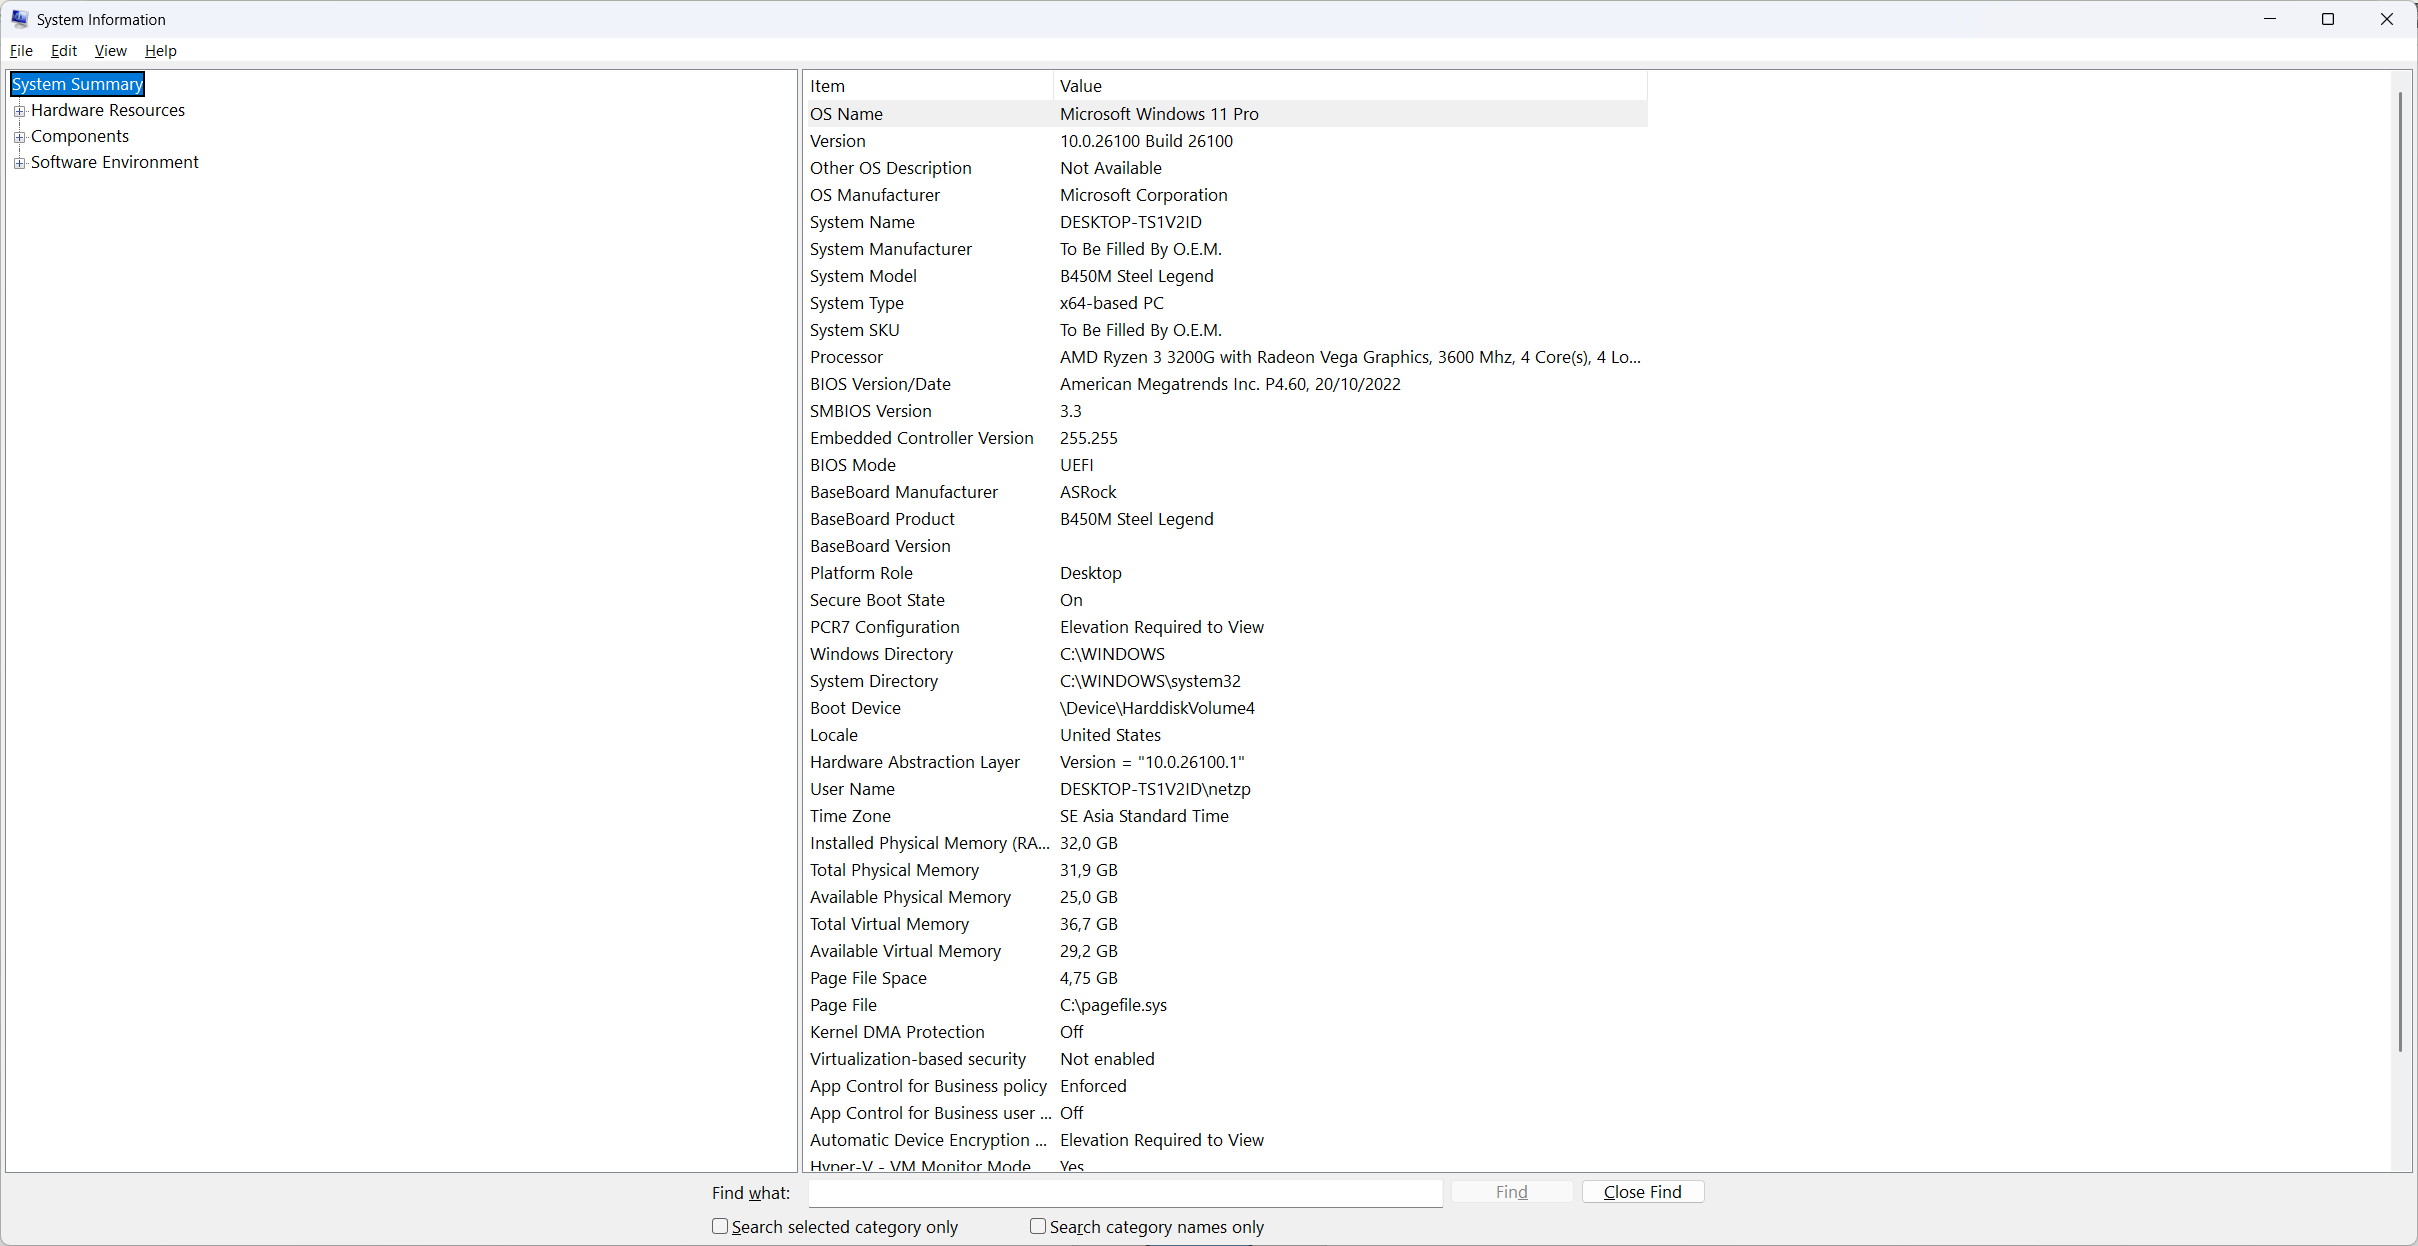 System Information
File Edit View Help
System Summary
Hardware Resources
Components
Software Environment
Item Value
OS Name Microsoft Windows 11 Pro
Version 10.0.26100 Build 26100
Other OS Description Not Available
OS Manufacturer Microsoft Corporation
System Name DESKTOP-TS1V2ID
System Manufacturer To Be Filled By O.E.M.
System Model B450M Steel Legend
System Type x64-based PC
System SKU To Be Filled By O.E.M.
Processor AMD Ryzen 3 3200G with Radeon Vega Graphics, 3600 Mhz, 4 Core(s), 4 Lo...
BIOS Version/Date American Megatrends Inc. P4.60, 20/10/2022
SMBIOS Version 3.3
Embedded Controller Version 255.255
BIOS Mode UEFI
BaseBoard Manufacturer ASRock
BaseBoard Product B450M Steel Legend
BaseBoard Version
Platform Role Desktop
Secure Boot State On
PCR7 Configuration Elevation Required to View
Windows Directory C:\WINDOWS
System Directory C:\WINDOWS\system32
Boot Device \Device\HarddiskVolume4
Locale United States
Hardware Abstraction Layer Version = "10.0.26100.1"
User Name DESKTOP-TS1V2ID\netzp
Time Zone SE Asia Standard Time
Installed Physical Memory (RA... 32,0 GB
Total Physical Memory 31,9 GB
Available Physical Memory 25,0 GB
Total Virtual Memory 36,7 GB
Available Virtual Memory 29,2 GB
Page File Space 4,75 GB
Page File C:\pagefile.sys
Kernel DMA Protection Off
Virtualization-based security Not enabled
App Control for Business policy Enforced
App Control for Business user ... Off
Automatic Device Encryption ... Elevation Required to View
Hyper-V - VM Monitor Mode Yes
Find what: Find Close Find
Search selected category only Search category names only